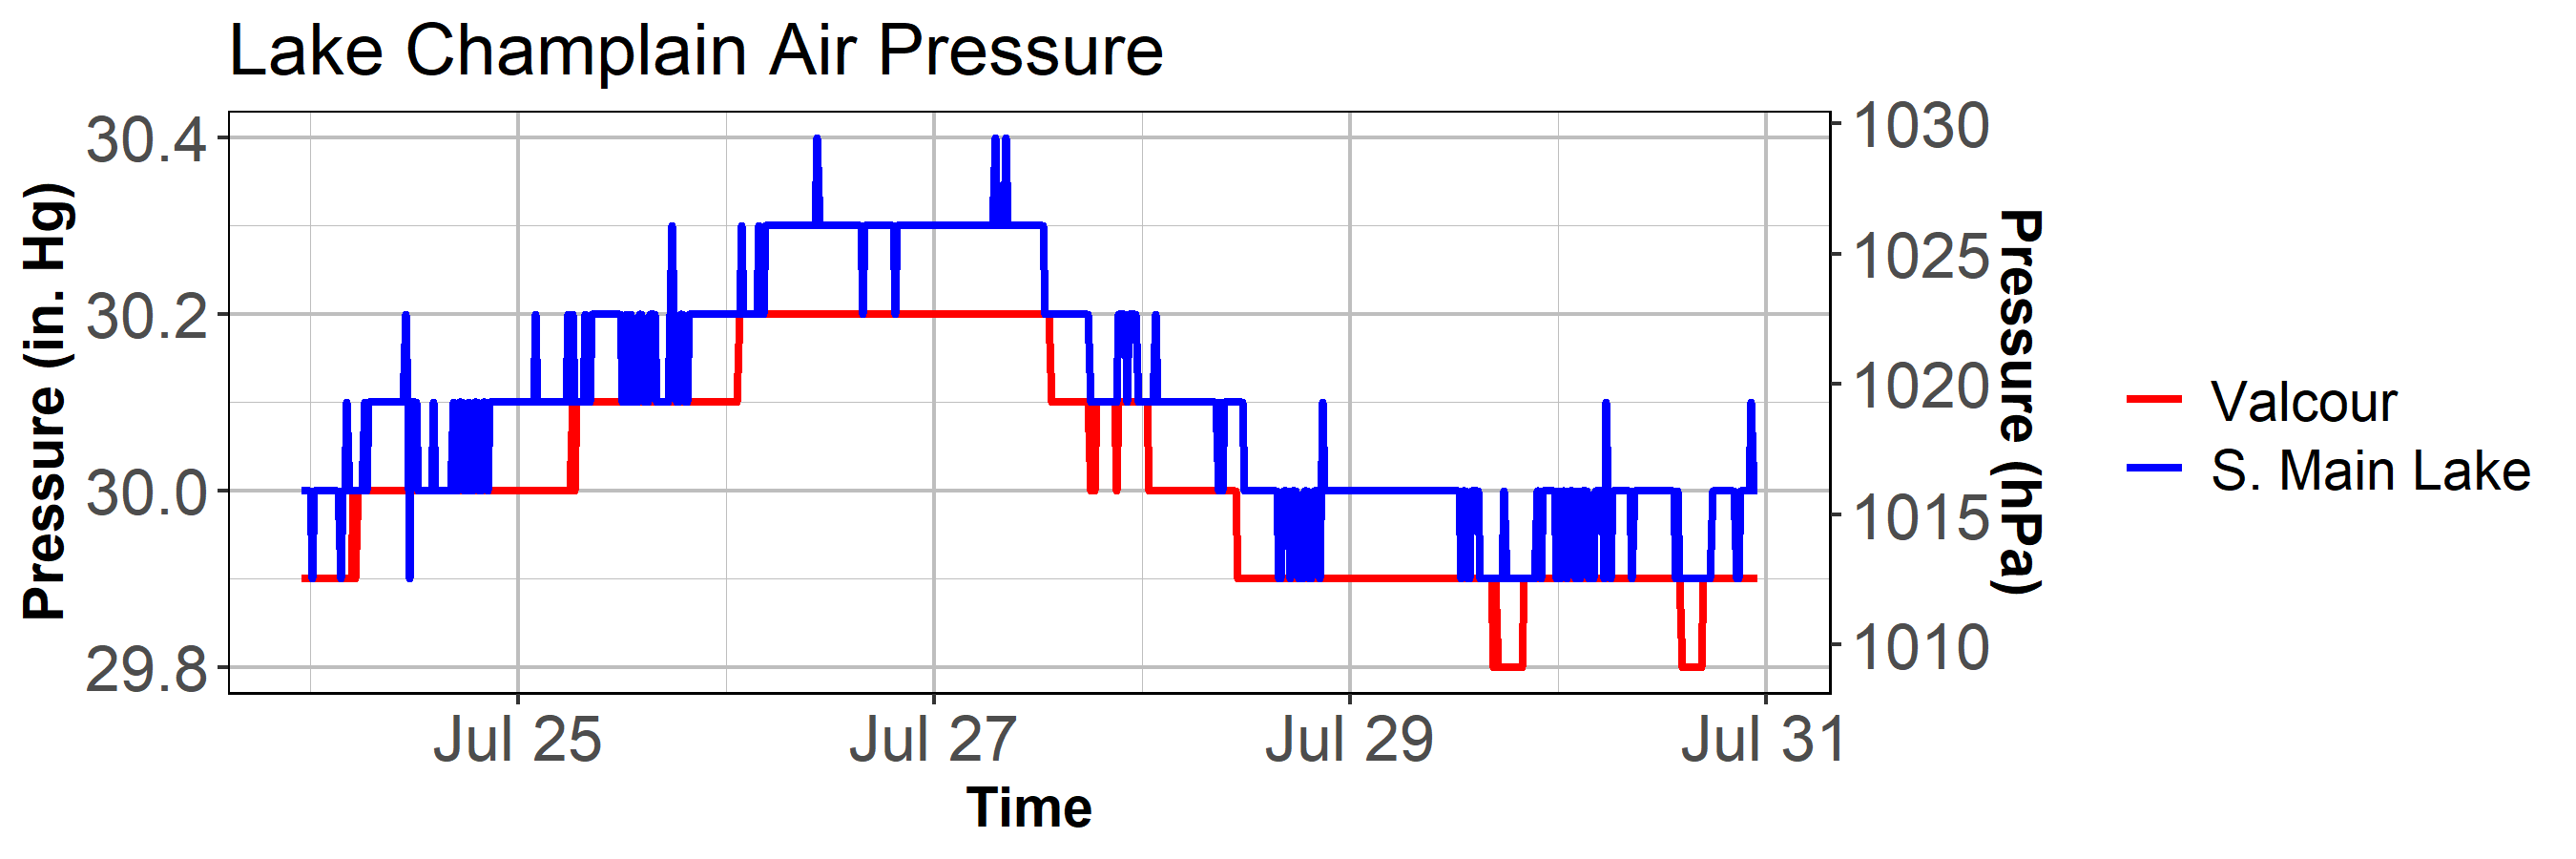 Lake Champlain Air Pressure
Pressure (in. Hg)
30.4
30.2
30.0
29.8
1030
1025
1020
1015
1010
Pressure (hPa)
Valcour
S. Main Lake
Jul 25
Jul 27
Jul 29
Jul 31
Time